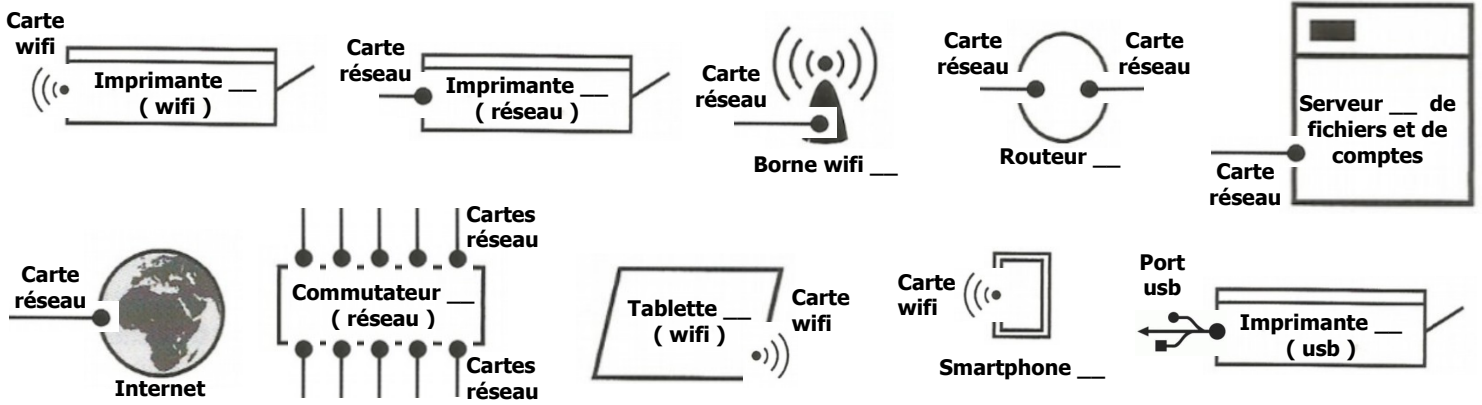 Carte
wifi
Imprimante __
( wifi )
Carte
réseau
Imprimante __
( réseau )
Carte
réseau
Borne wifi __
Carte
réseau
Carte
réseau
Routeur __
Serveur __ de
fichiers et de
comptes
Carte
réseau
Carte
réseau
Internet
Cartes
réseau
Commutateur __
( réseau )
Cartes
réseau
Tablette __
( wifi )
Carte
wifi
Carte
wifi
Smartphone __
Port
usb
Imprimante __
( usb )